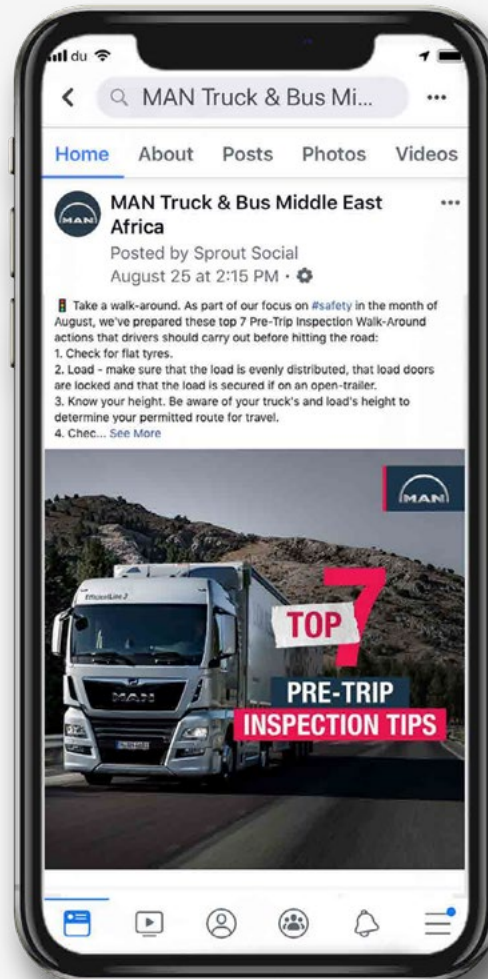 du
MAN Truck & Bus Mi...
Home About Posts Photos Videos
MAN
MAN Truck & Bus Middle East
Africa
Posted by Sprout Social
August 25 at 2:15 PM ·
🚦 Take a walk-around. As part of our focus on #safety in the month of
August, we've prepared these top 7 Pre-Trip Inspection Walk-Around
actions that drivers should carry out before hitting the road:
1. Check for flat tyres.
2. Load - make sure that the load is evenly distributed, that load doors
are locked and that the load is secured if on an open-trailer.
3. Know your height. Be aware of your truck's and load's height to
determine your permitted route for travel.
4. Chec... See More
MAN
EfficientLine 3
MAN
TOP 7
PRE-TRIP
INSPECTION TIPS